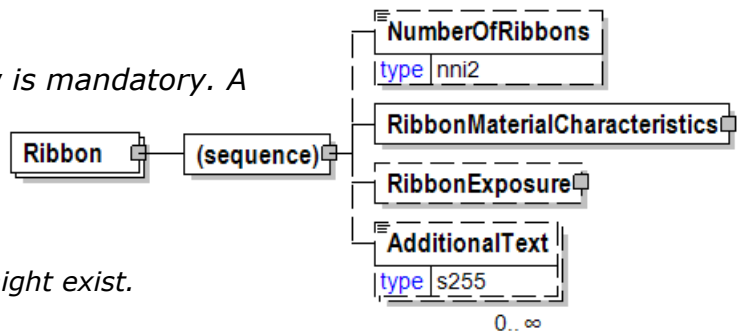 NumberOfRibbons
type nni2
is mandatory. A
RibbonMaterialCharacteristics
Ribbon
(sequence)
RibbonExposure
AdditionalText
type s255
ight exist.
0.. ∞